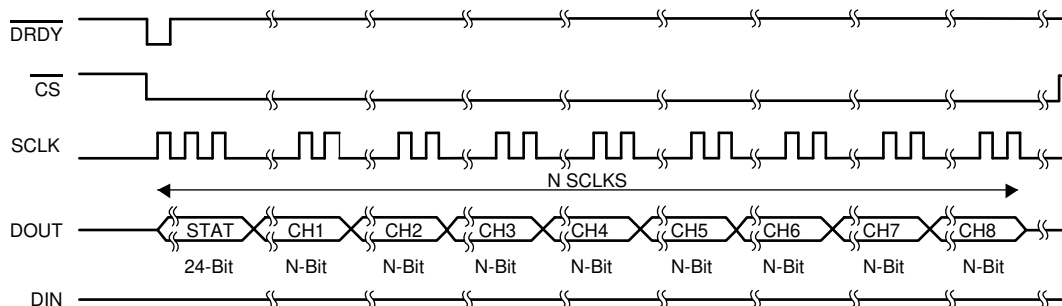 DRDY
CS
SCLK
N SCLKS
DOUT STAT CH1 CH2 CH3 CH4 CH5 CH6 CH7 CH8
24-Bit N-Bit N-Bit N-Bit N-Bit N-Bit N-Bit N-Bit N-Bit
DIN